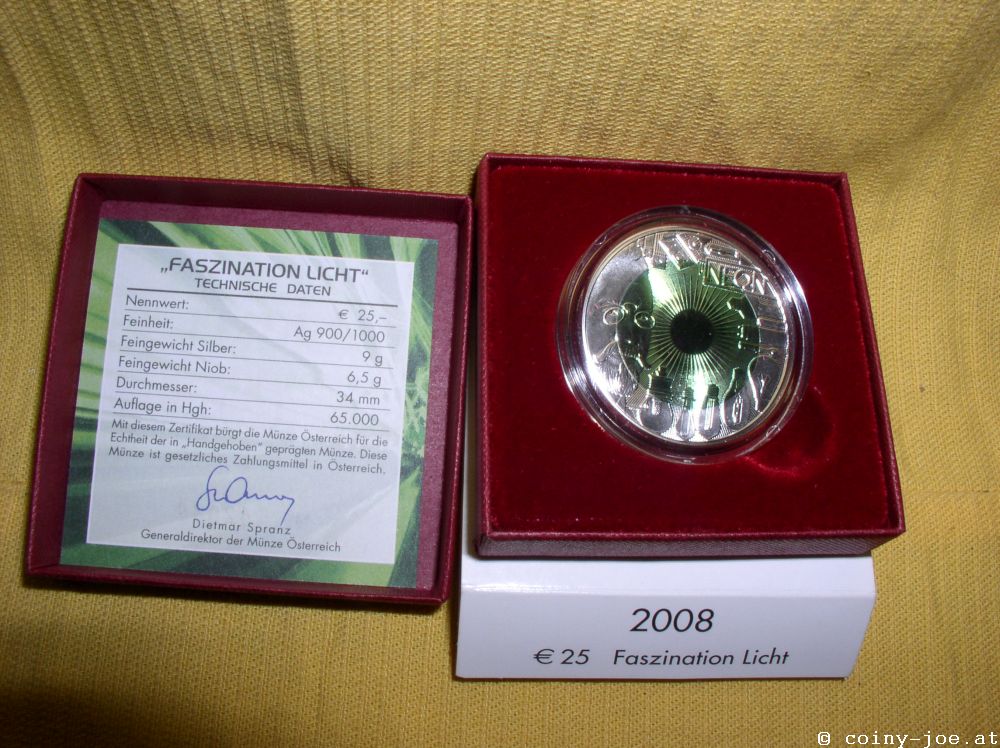 „FASZINATION LICHT“
TECHNISCHE DATEN
Nennwert: € 25,–
Feinheit: Ag 900/1000
Feingewicht Silber: 9 g
Feingewicht Niob: 6,5 g
Durchmesser: 34 mm
Auflage in Hgh: 65.000
Mit diesem Zertifikat bürgt die Münze Österreich für die
Echtheit der in „Handgehoben“ geprägten Münze. Diese
Münze ist gesetzliches Zahlungsmittel in Österreich.
Dietmar Spranz
Generaldirektor der Münze Österreich
NEON
2008
€ 25 Faszination Licht
© coiny-joe.at